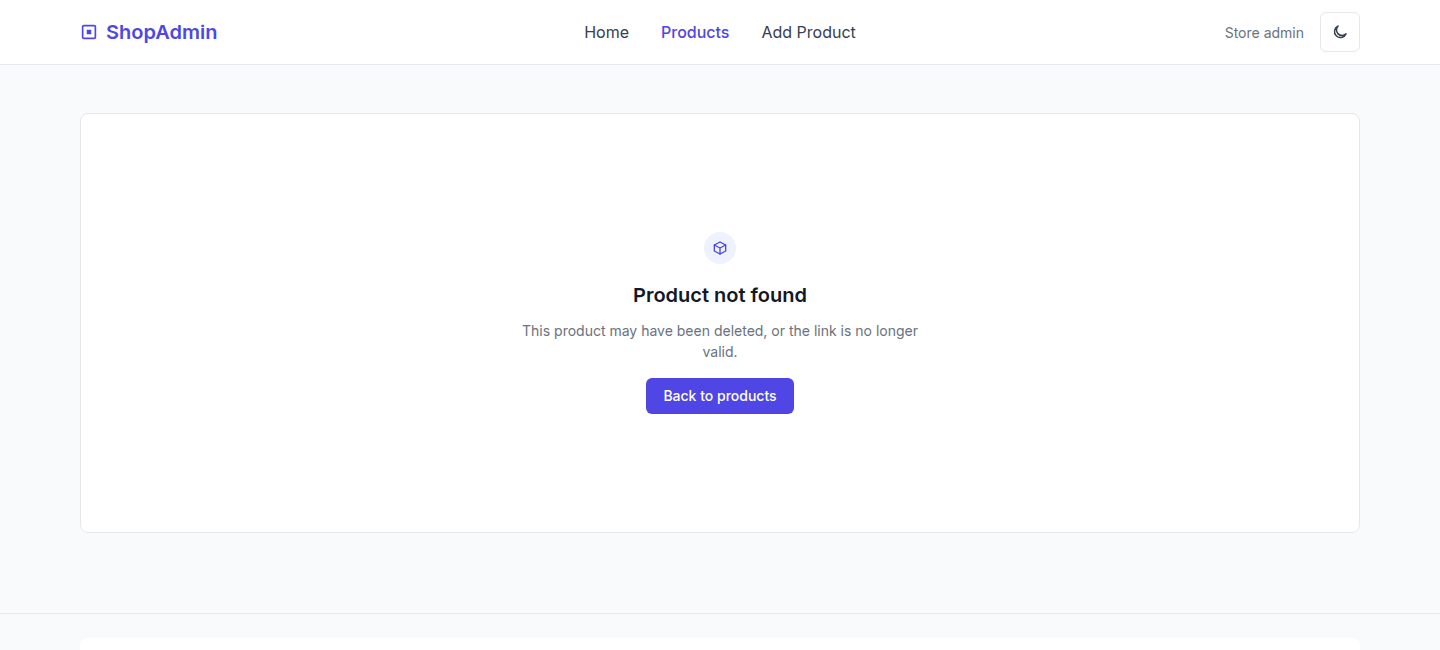 ShopAdmin
Home
Products
Add Product
Store admin
Product not found
This product may have been deleted, or the link is no longer
valid.
Back to products